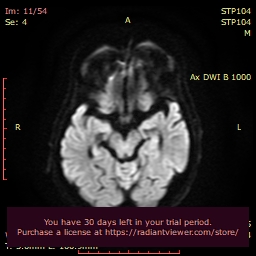 Im: 11/54
Se: 4
A
STP104
STP104
M
Ax DWI B 1000
R
L
You have 30 days left in your trial period.
Purchase a license at https://radiantviewer.com/store/